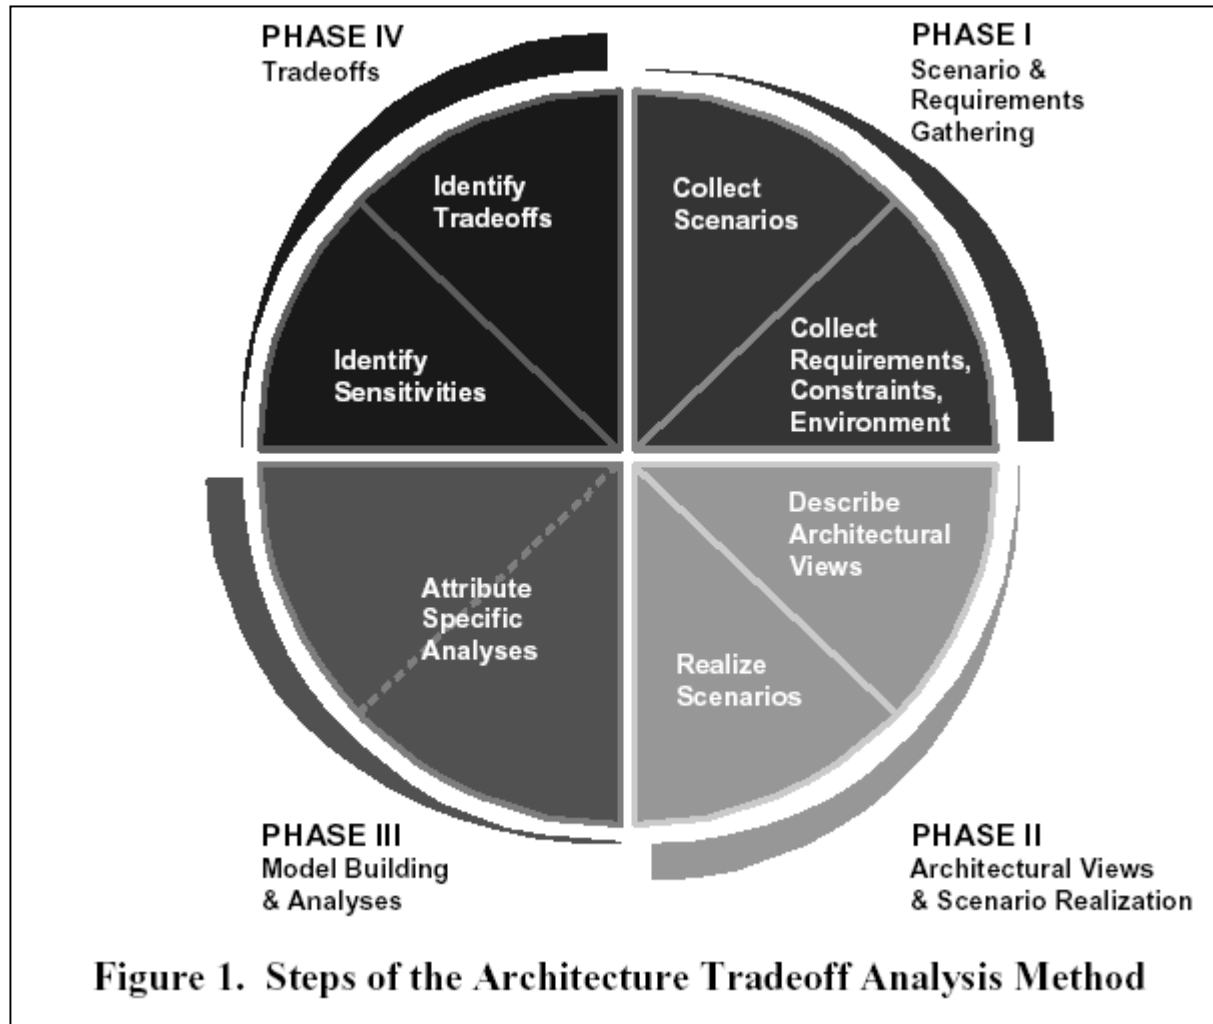 PHASE IV
Tradeoffs
PHASE I
Scenario &
Requirements
Gathering
Identify
Tradeoffs
Collect
Scenarios
Identify
Sensitivities
Collect
Requirements,
Constraints,
Environment
Describe
Architectural
Views
Attribute
Specific
Analyses
Realize
Scenarios
PHASE III
Model Building
& Analyses
PHASE II
Architectural Views
& Scenario Realization
Figure 1. Steps of the Architecture Tradeoff Analysis Method